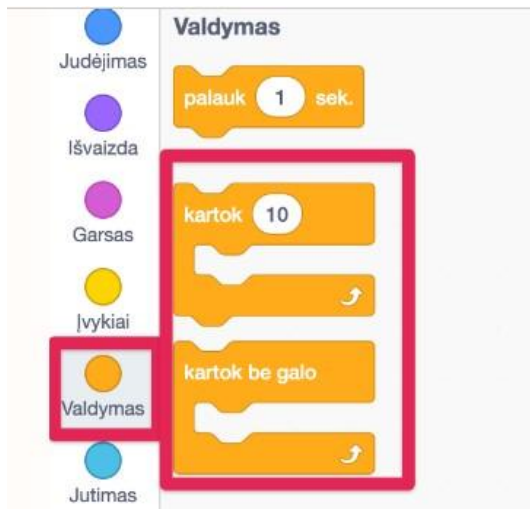 Judėjimas
Išvaizda
Garsas
Įvykiai
Valdymas
Jutimas
Valdymas
palauk 1 sek.
kartok 10
kartok be galo